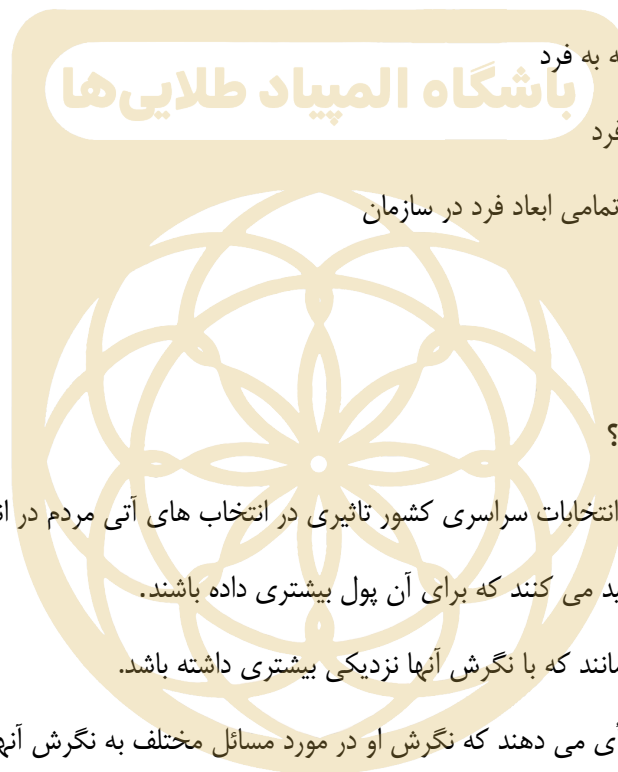 ه به فرد
باشگاه المپیاد طلایی‌ها
فرد
تمامی ابعاد فرد در سازمان
؟
انتخابات سراسری کشور تاثیری در انتخاب های آتی مردم در ان
ید می کنند که برای آن پول بیشتری داده باشند.
مانند که با نگرش آنها نزدیکی بیشتری داشته باشد.
ی می دهند که نگرش او در مورد مسائل مختلف به نگرش آنه